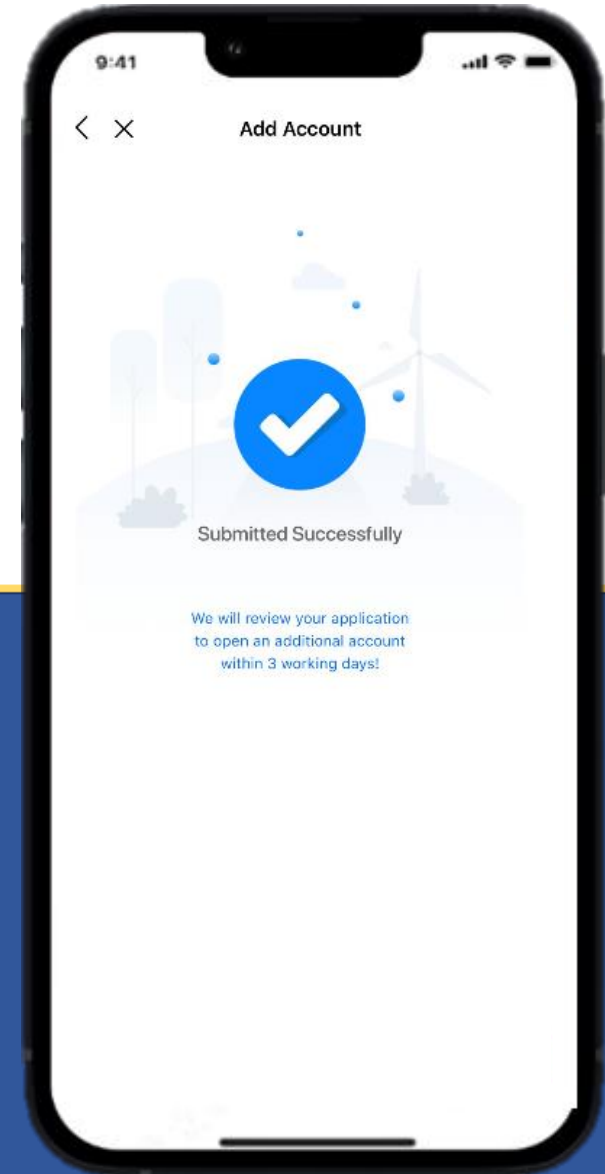 9:41
Add Account
Submitted Successfully
We will review your application
to open an additional account
within 3 working days!